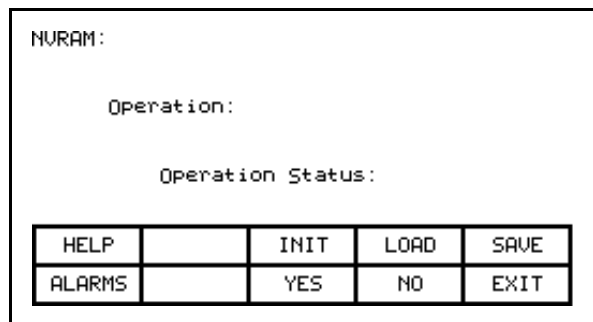 NVRAM:
Operation:
Operation Status:
HELP INIT LOAD SAVE
ALARMS YES NO EXIT